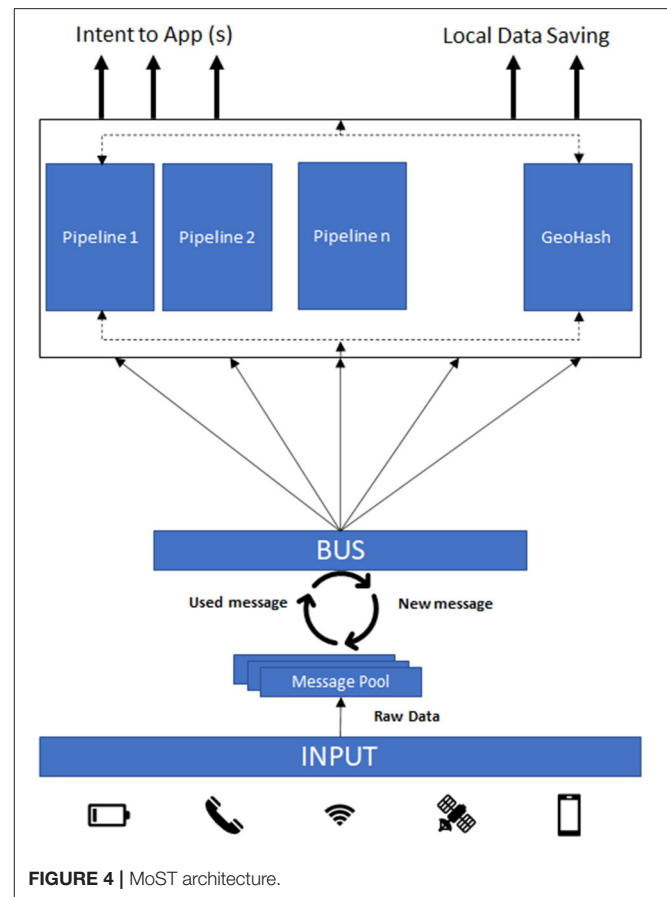 Intent to App (s)
Local Data Saving
Pipeline 1
Pipeline 2
Pipeline n
GeoHash
BUS
Used message
New message
Message Pool
Raw Data
INPUT
FIGURE 4 | MoST architecture.